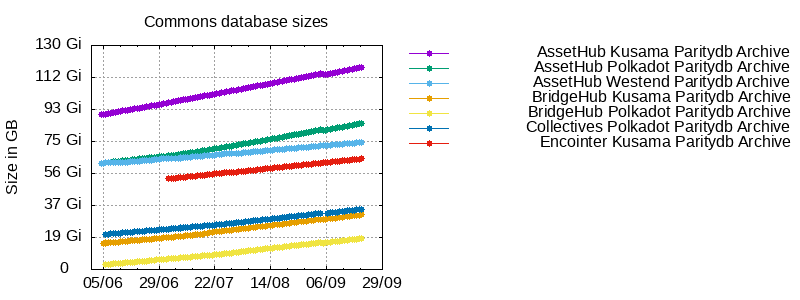 Commons database sizes
Size in GB
130 Gi
112 Gi
93 Gi
75 Gi
56 Gi
37 Gi
19 Gi
0
05/06 29/06 22/07 14/08 06/09 29/09
AssetHub Kusama Paritydb Archive
AssetHub Polkadot Paritydb Archive
AssetHub Westend Paritydb Archive
BridgeHub Kusama Paritydb Archive
BridgeHub Polkadot Paritydb Archive
Collectives Polkadot Paritydb Archive
Encointer Kusama Paritydb Archive